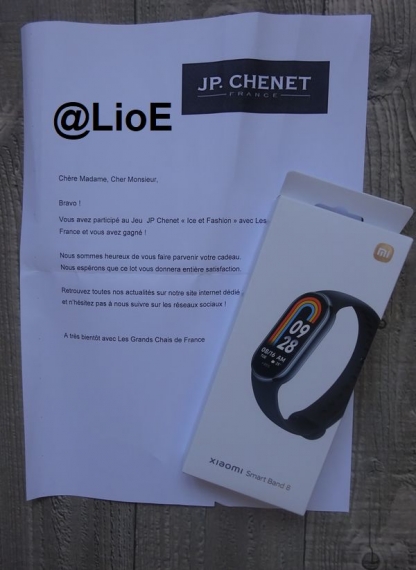 JP. CHENET
FRANCE
@LioE
Chère Madame, Cher Monsieur,
Bravo !
Vous avez participé au Jeu JP Chenet « Ice et Fashion » avec Les
France et vous avez gagné !
Nous sommes heureux de vous faire parvenir votre cadeau.
Nous espérons que ce lot vous donnera entière satisfaction.
Retrouvez toutes nos actualités sur notre site internet dédié
et n'hésitez pas à nous suivre sur les réseaux sociaux !
A très bientôt avec Les Grands Chais de France
mi
09
28
08/16 AM
xiaomi Smart Band 8